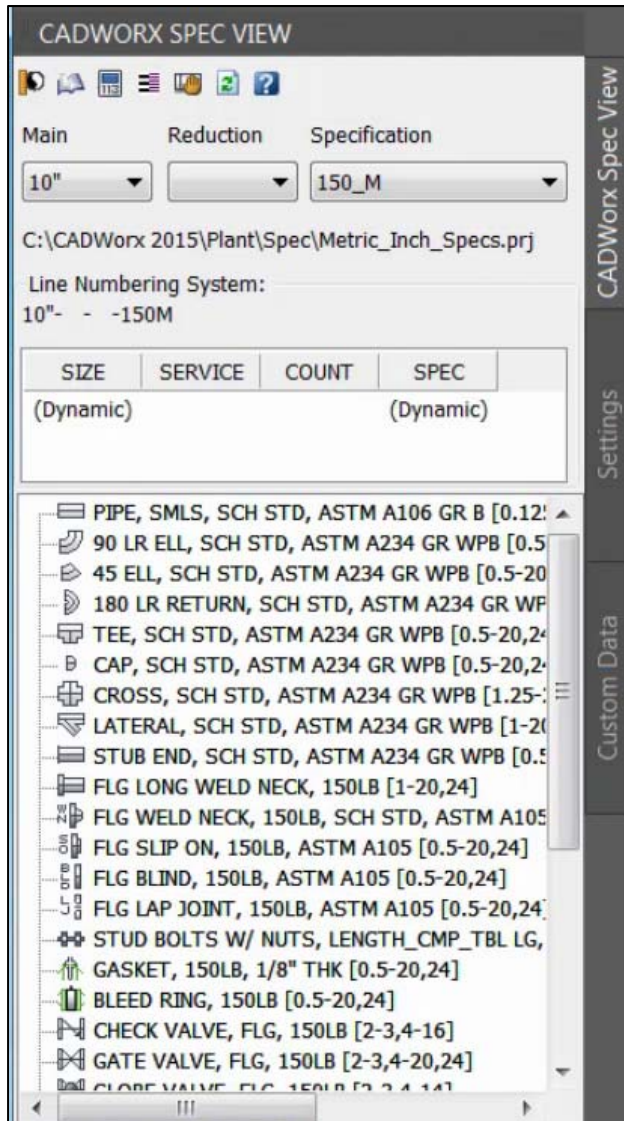 CADWORX SPEC VIEW
Main Reduction Specification
10" 150_M
C:\CADWorx 2015\Plant\Spec\Metric_Inch_Specs.prj
Line Numbering System:
10"- - -150M
SIZE SERVICE COUNT SPEC
(Dynamic) (Dynamic)
PIPE, SMLS, SCH STD, ASTM A106 GR B [0.125
90 LR ELL, SCH STD, ASTM A234 GR WPB [0.5
45 ELL, SCH STD, ASTM A234 GR WPB [0.5-20
180 LR RETURN, SCH STD, ASTM A234 GR WP
TEE, SCH STD, ASTM A234 GR WPB [0.5-20,24
CAP, SCH STD, ASTM A234 GR WPB [0.5-20,24
CROSS, SCH STD, ASTM A234 GR WPB [1.25-
LATERAL, SCH STD, ASTM A234 GR WPB [1-20
STUB END, SCH STD, ASTM A234 GR WPB [0.5
FLG LONG WELD NECK, 150LB [1-20,24]
FLG WELD NECK, 150LB, SCH STD, ASTM A105
FLG SLIP ON, 150LB, ASTM A105 [0.5-20,24]
FLG BLIND, 150LB, ASTM A105 [0.5-20,24]
FLG LAP JOINT, 150LB, ASTM A105 [0.5-20,24]
STUD BOLTS W/ NUTS, LENGTH_CMP_TBL LG,
GASKET, 150LB, 1/8" THK [0.5-20,24]
BLEED RING, 150LB [0.5-20,24]
CHECK VALVE, FLG, 150LB [2-3,4-16]
GATE VALVE, FLG, 150LB [2-3,4-20,24]
GLOBE VALVE, FLG, 150LB [2-3,4-14]
CADWorx Spec View
Settings
Custom Data